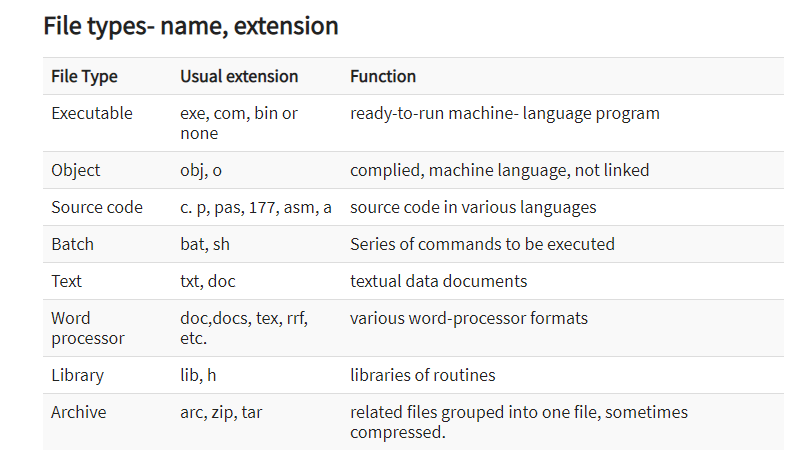 File types- name, extension
File Type Usual extension Function
Executable exe, com, bin or ready-to-run machine- language program
none
Object obj, o complied, machine language, not linked
Source code c. p, pas, 177, asm, a source code in various languages
Batch bat, sh Series of commands to be executed
Text txt, doc textual data documents
Word doc,docs, tex, rrf, various word-processor formats
processor etc.
Library lib, h libraries of routines
Archive arc, zip, tar related files grouped into one file, sometimes
compressed.